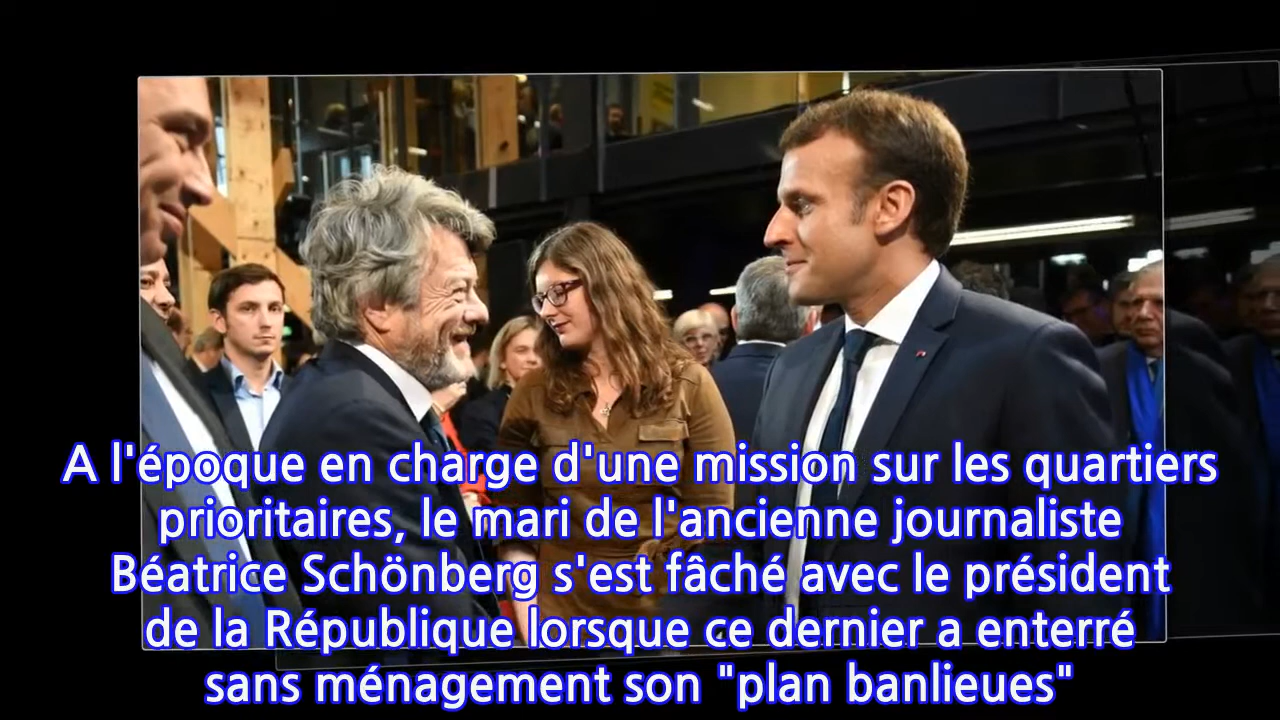 A l'époque en charge d'une mission sur les quartiers
prioritaires, le mari de l'ancienne journaliste
Béatrice Schönberg s'est fâché avec le président
de la République lorsque ce dernier a enterré
sans ménagement son "plan banlieues"